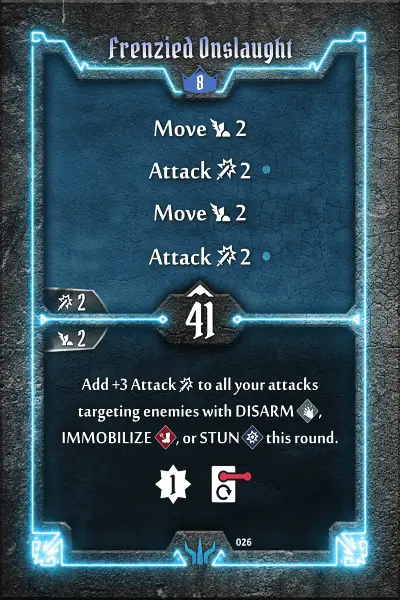 Frenzied Onslaught
8
Move 2
Attack 2
Move 2
Attack 2
2
41
2
Add +3 Attack to all your attacks
targeting enemies with DISARM ,
IMMOBILIZE , or STUN this round.
1
026